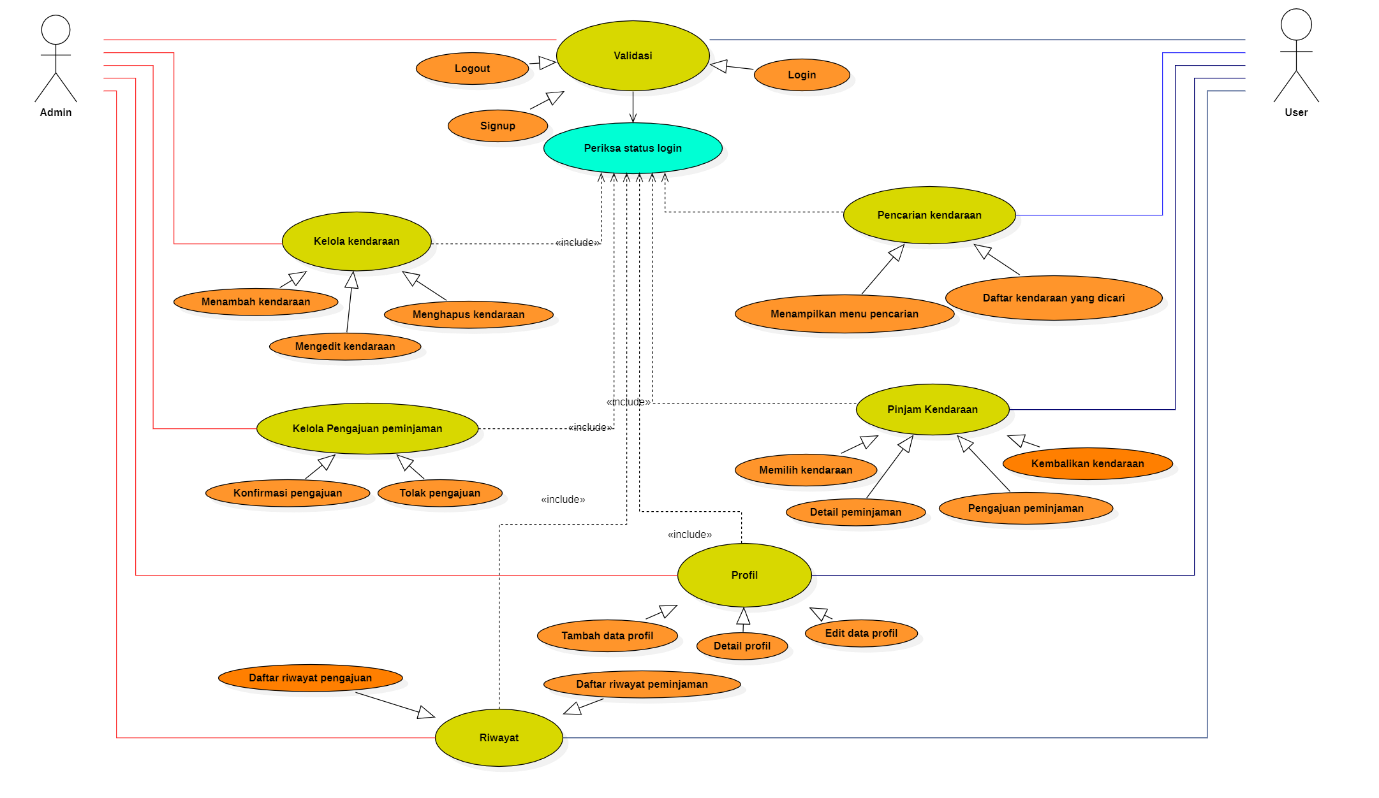 Validasi
Logout
Login
Admin
User
Signup
Periksa status login
Pencarian kendaraan
Kelola kendaraan
«include»
Menambah kendaraan
Daftar kendaraan yang dicari
Menghapus kendaraan
Menampilkan menu pencarian
Mengedit kendaraan
«include»
Pinjam Kendaraan
Kelola Pengajuan peminjaman
«include»
Memilih kendaraan
Kembalikan kendaraan
Konfirmasi pengajuan
Tolak pengajuan
«include»
Detail peminjaman
Pengajuan peminjaman
«include»
Profil
Tambah data profil
Detail profil
Edit data profil
Daftar riwayat pengajuan
Daftar riwayat peminjaman
Riwayat